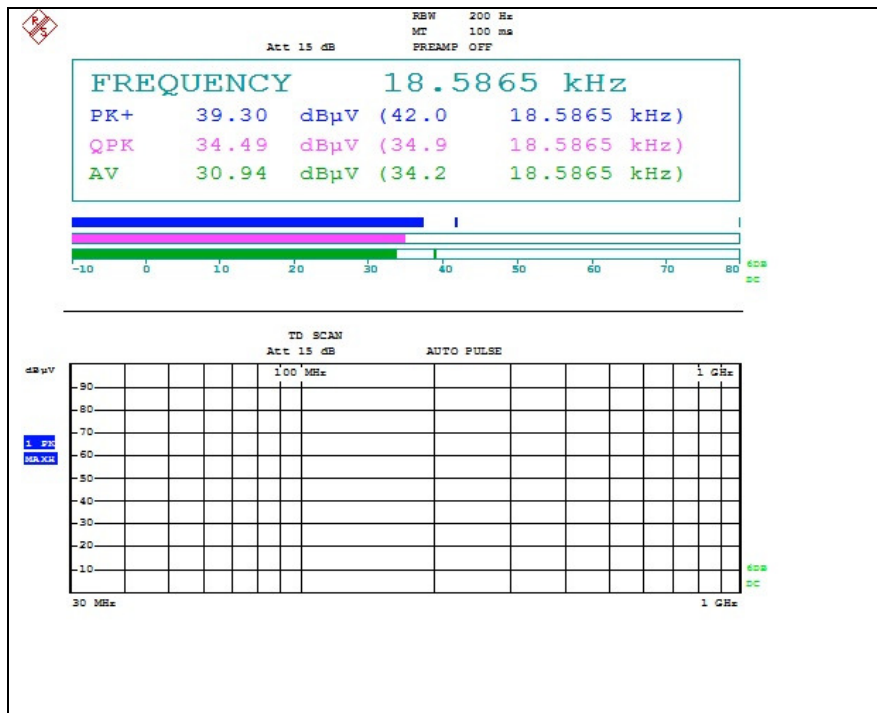 RBW 200 Hz
MT 100 ms
Att 15 dB PREAMP OFF
FREQUENCY 18.5865 kHz
PK+ 39.30 dBµV (42.0 18.5865 kHz)
QPK 34.49 dBµV (34.9 18.5865 kHz)
AV 30.94 dBµV (34.2 18.5865 kHz)
-10 0 10 20 30 40 50 60 70 80
6DB
DC
TD SCAN
Att 15 dB AUTO PULSE
dBµV 100 MHz 1 GHz
90
80
70
1 PK
MAXH
60
50
40
30
20
10
6DB
DC
30 MHz 1 GHz